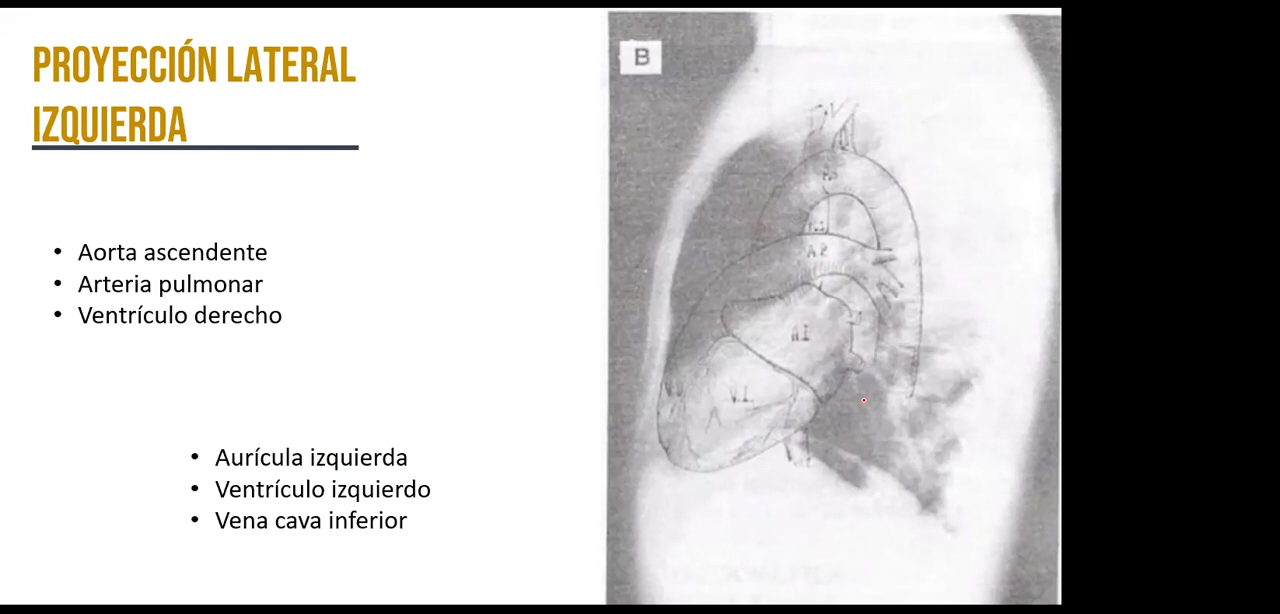 PROYECCIÓN LATERAL
IZQUIERDA
• Aorta ascendente
• Arteria pulmonar
• Ventrículo derecho
• Aurícula izquierda
• Ventrículo izquierdo
• Vena cava inferior
B
A.I
V.I.